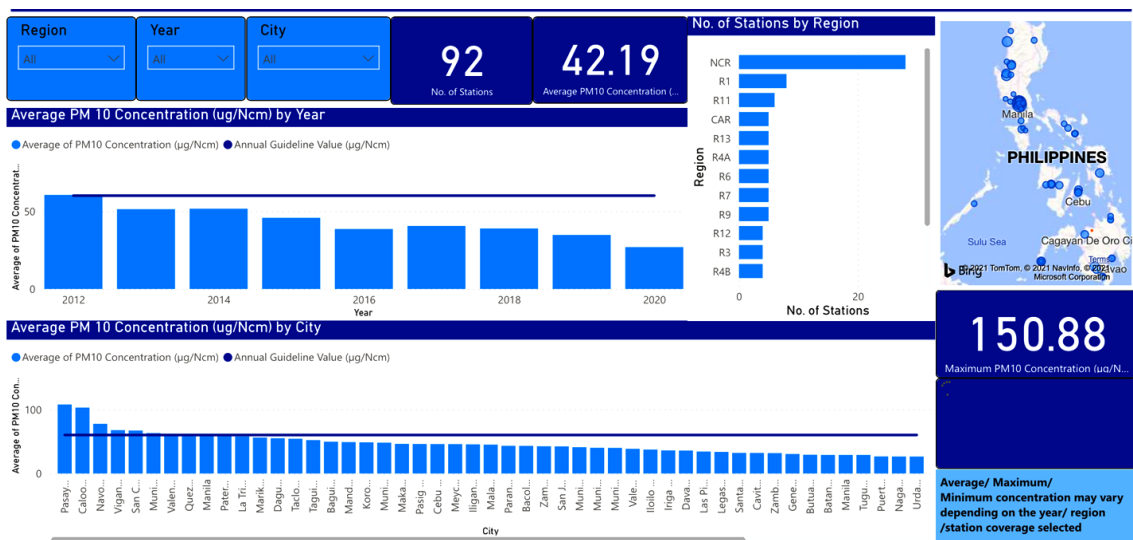 Region
All
Year
All
City
All
92
No. of Stations
42.19
Average PM10 Concentration (...
No. of Stations by Region
Region
NCR
R1
R11
CAR
R13
R4A
R6
R7
R9
R12
R3
R4B
0
20
No. of Stations
Manila
PHILIPPINES
Cebu
Sulu Sea
Cagayan De Oro Ci
Davao
Terms
Bing
© 2021 TomTom, © 2021 NavInfo, © 2021
Microsoft Corporation
Average PM 10 Concentration (ug/Ncm) by Year
Average of PM10 Concentration (µg/Ncm)
Annual Guideline Value (µg/Ncm)
Average of PM10 Concentrat...
50
0
2012
2014
2016
2018
2020
Year
Average PM 10 Concentration (ug/Ncm) by City
Average of PM10 Concentration (µg/Ncm)
Annual Guideline Value (µg/Ncm)
Average of PM10 Con...
100
0
Pasay...
Caloo...
Navo...
Vigan...
San C...
Muni...
Valen...
Quez...
Manila
Pater...
La Tri...
Marik...
Dagu...
Taclo...
Tagui...
Bagui...
Mand...
Koro...
Muni...
Maka...
Pasig ...
Cebu ...
Meyc...
Iligan...
Mala...
Paran...
Bacol...
Zam...
San J...
Muni...
Muni...
Muni...
Vale...
Iloilo ...
Iriga ...
Dava...
Las Pi...
Legas...
Santa...
Cavit...
Zamb...
Gene...
Butua...
Batan...
Manila
Tugu...
Puert...
Naga...
Urda...
City
150.88
Maximum PM10 Concentration (µg/N...
Average/ Maximum/
Minimum concentration may vary
depending on the year/ region
/station coverage selected